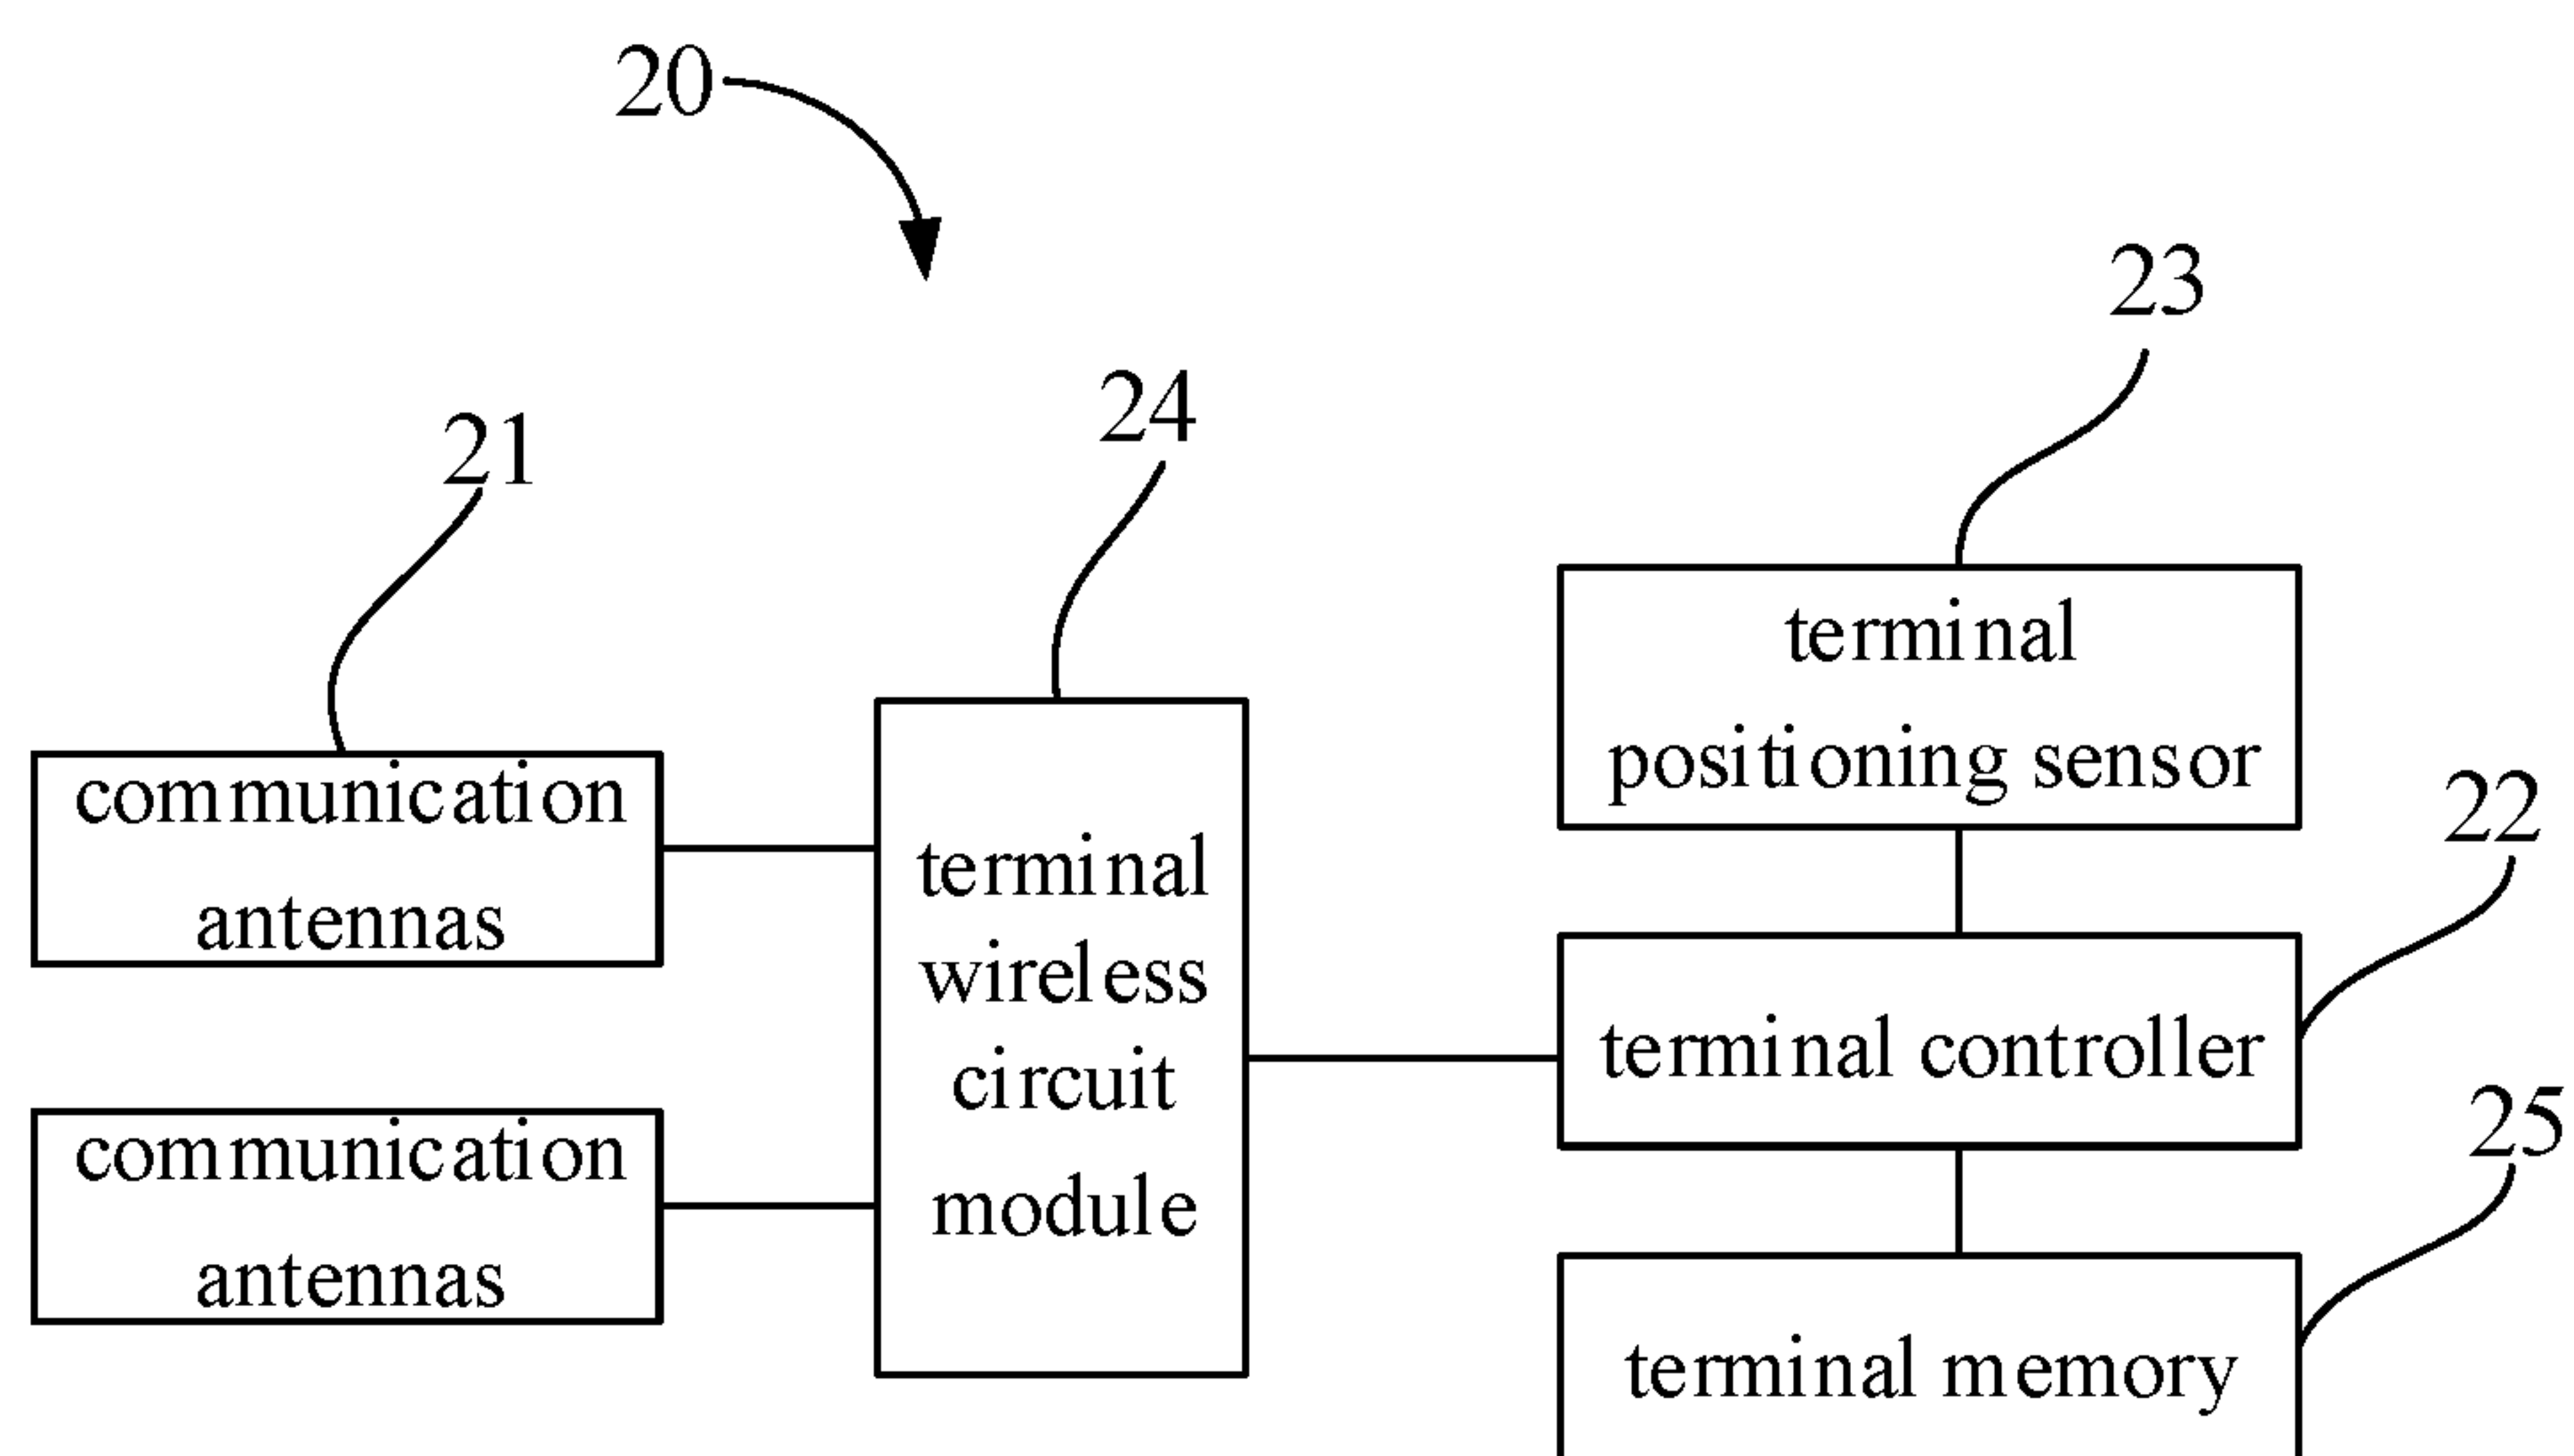 20
23
24
21
terminal
positioning sensor
22
communication
antennas
terminal
wireless
circuit
module
terminal controller
25
communication
antennas
terminal memory